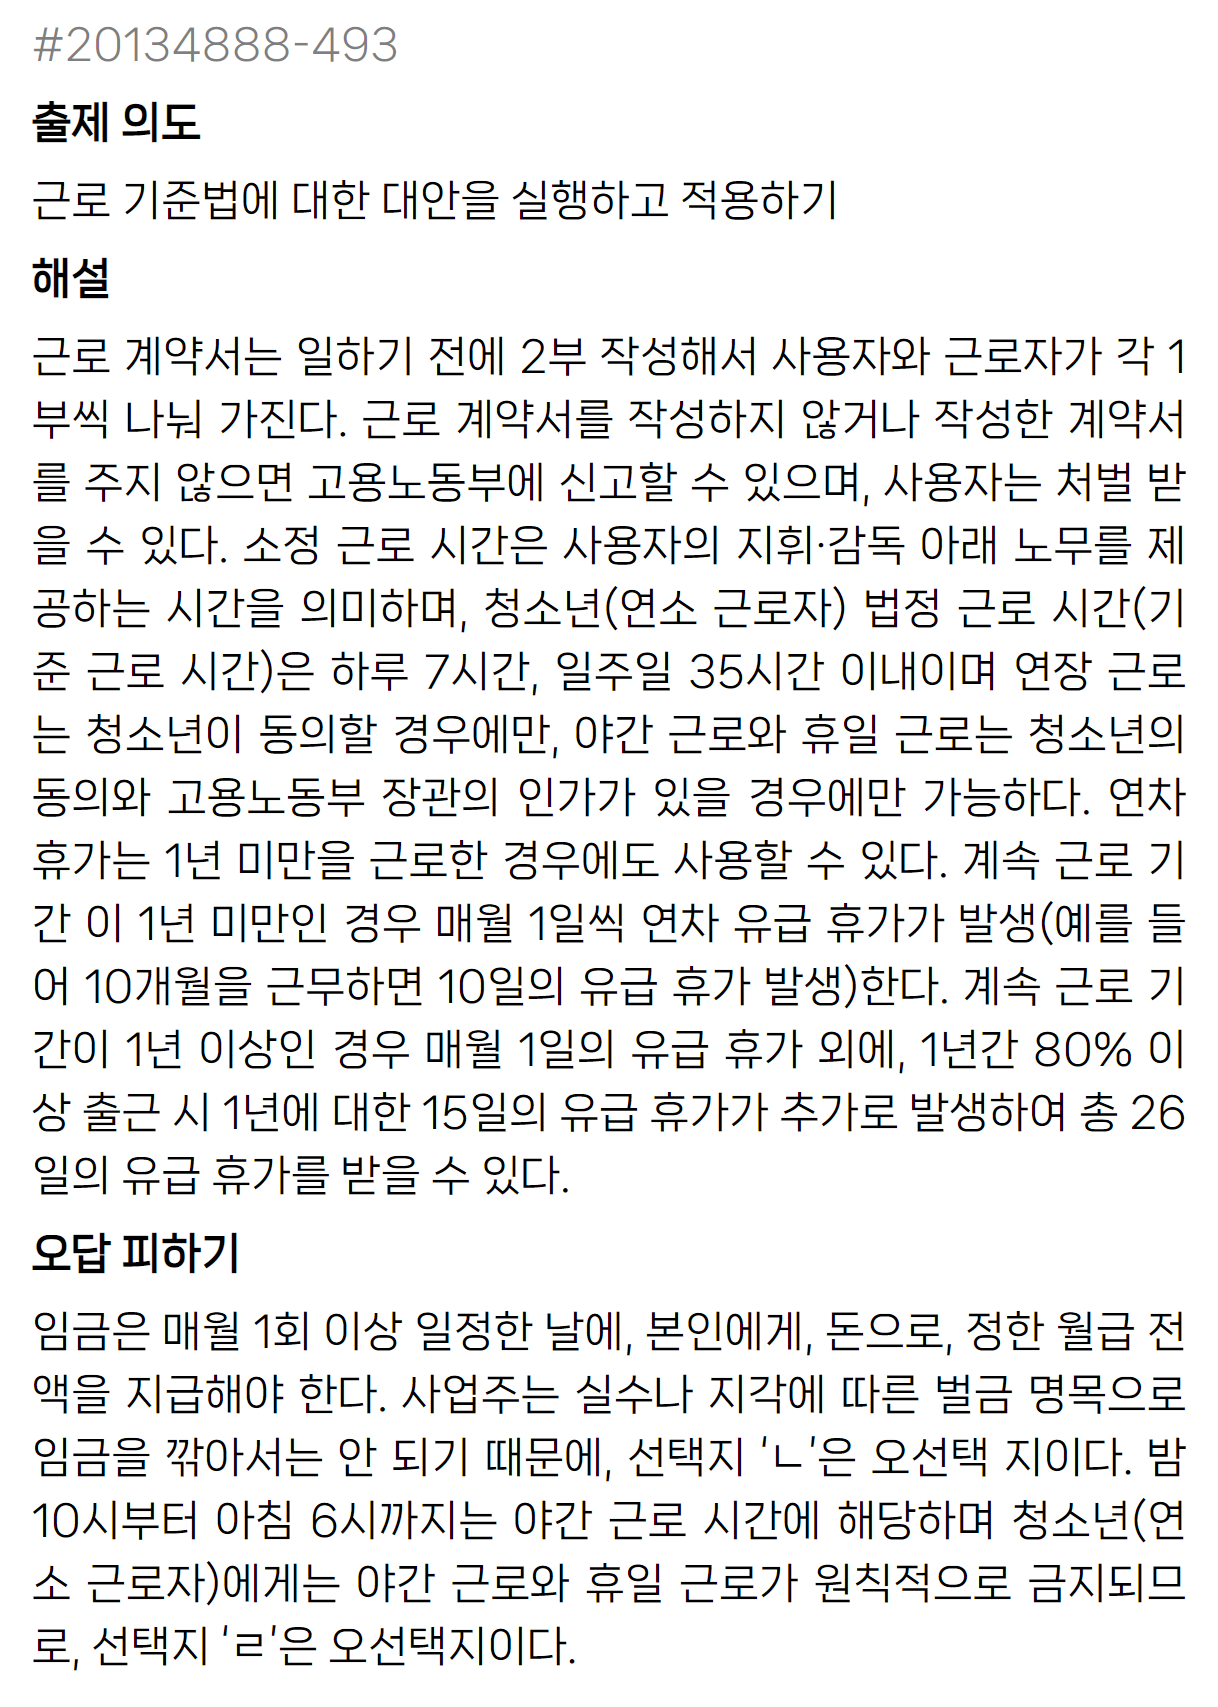 #20134888-493
출제 의도
근로 기준법에 대한 대안을 실행하고 적용하기
해설
근로 계약서는 일하기 전에 2부 작성해서 사용자와 근로자가 각 1
부씩 나눠 가진다. 근로 계약서를 작성하지 않거나 작성한 계약서
를 주지 않으면 고용노동부에 신고할 수 있으며, 사용자는 처벌 받
을 수 있다. 소정 근로 시간은 사용자의 지휘·감독 아래 노무를 제
공하는 시간을 의미하며, 청소년(연소 근로자) 법정 근로 시간(기
준 근로 시간)은 하루 7시간, 일주일 35시간 이내이며 연장 근로
는 청소년이 동의할 경우에만, 야간 근로와 휴일 근로는 청소년의
동의와 고용노동부 장관의 인가가 있을 경우에만 가능하다. 연차
휴가는 1년 미만을 근로한 경우에도 사용할 수 있다. 계속 근로 기
간 이 1년 미만인 경우 매월 1일씩 연차 유급 휴가가 발생(예를 들
어 10개월을 근무하면 10일의 유급 휴가 발생)한다. 계속 근로 기
간이 1년 이상인 경우 매월 1일의 유급 휴가 외에, 1년간 80% 이
상 출근 시 1년에 대한 15일의 유급 휴가가 추가로 발생하여 총 26
일의 유급 휴가를 받을 수 있다.
오답 피하기
임금은 매월 1회 이상 일정한 날에, 본인에게, 돈으로, 정한 월급 전
액을 지급해야 한다. 사업주는 실수나 지각에 따른 벌금 명목으로
임금을 깎아서는 안 되기 때문에, 선택지 'ㄴ'은 오선택 지이다. 밤
10시부터 아침 6시까지는 야간 근로 시간에 해당하며 청소년(연
소 근로자)에게는 야간 근로와 휴일 근로가 원칙적으로 금지되므
로, 선택지 'ㄹ'은 오선택지이다.